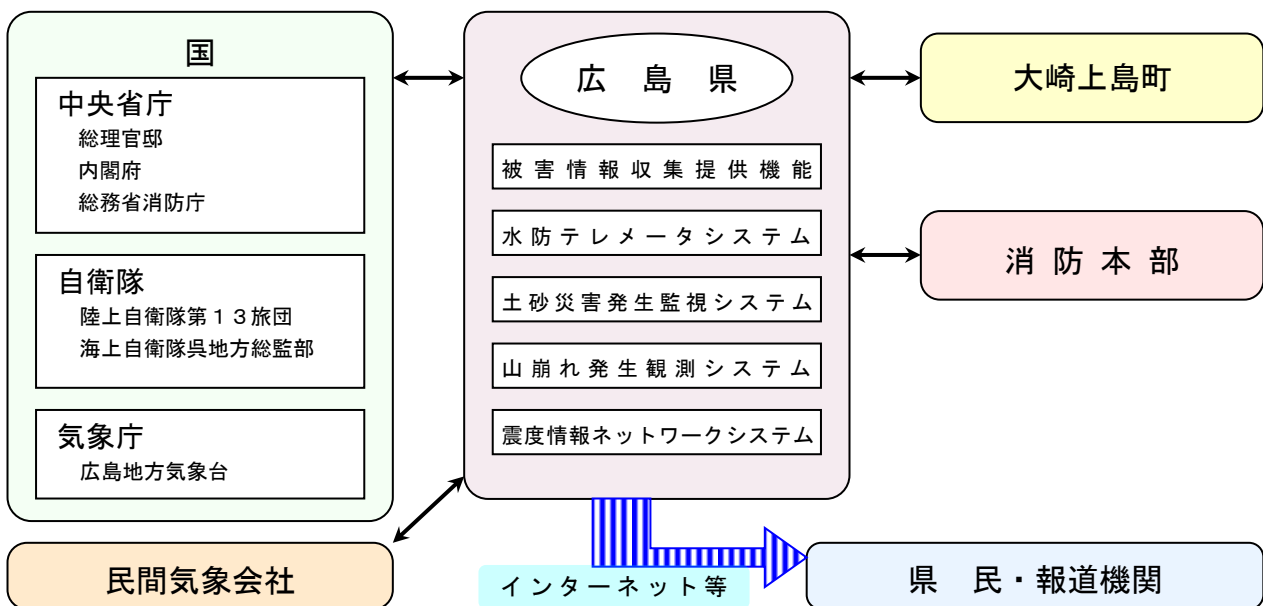 国
中央省庁
総理官邸
内閣府
総務省消防庁
自衛隊
陸上自衛隊第１３旅団
海上自衛隊呉地方総監部
気象庁
広島地方気象台
民間気象会社
広島県
被害情報収集提供機能
水防テレメータシステム
土砂災害発生監視システム
山崩れ発生観測システム
震度情報ネットワークシステム
インターネット等
大崎上島町
消防本部
県　民・報道機関